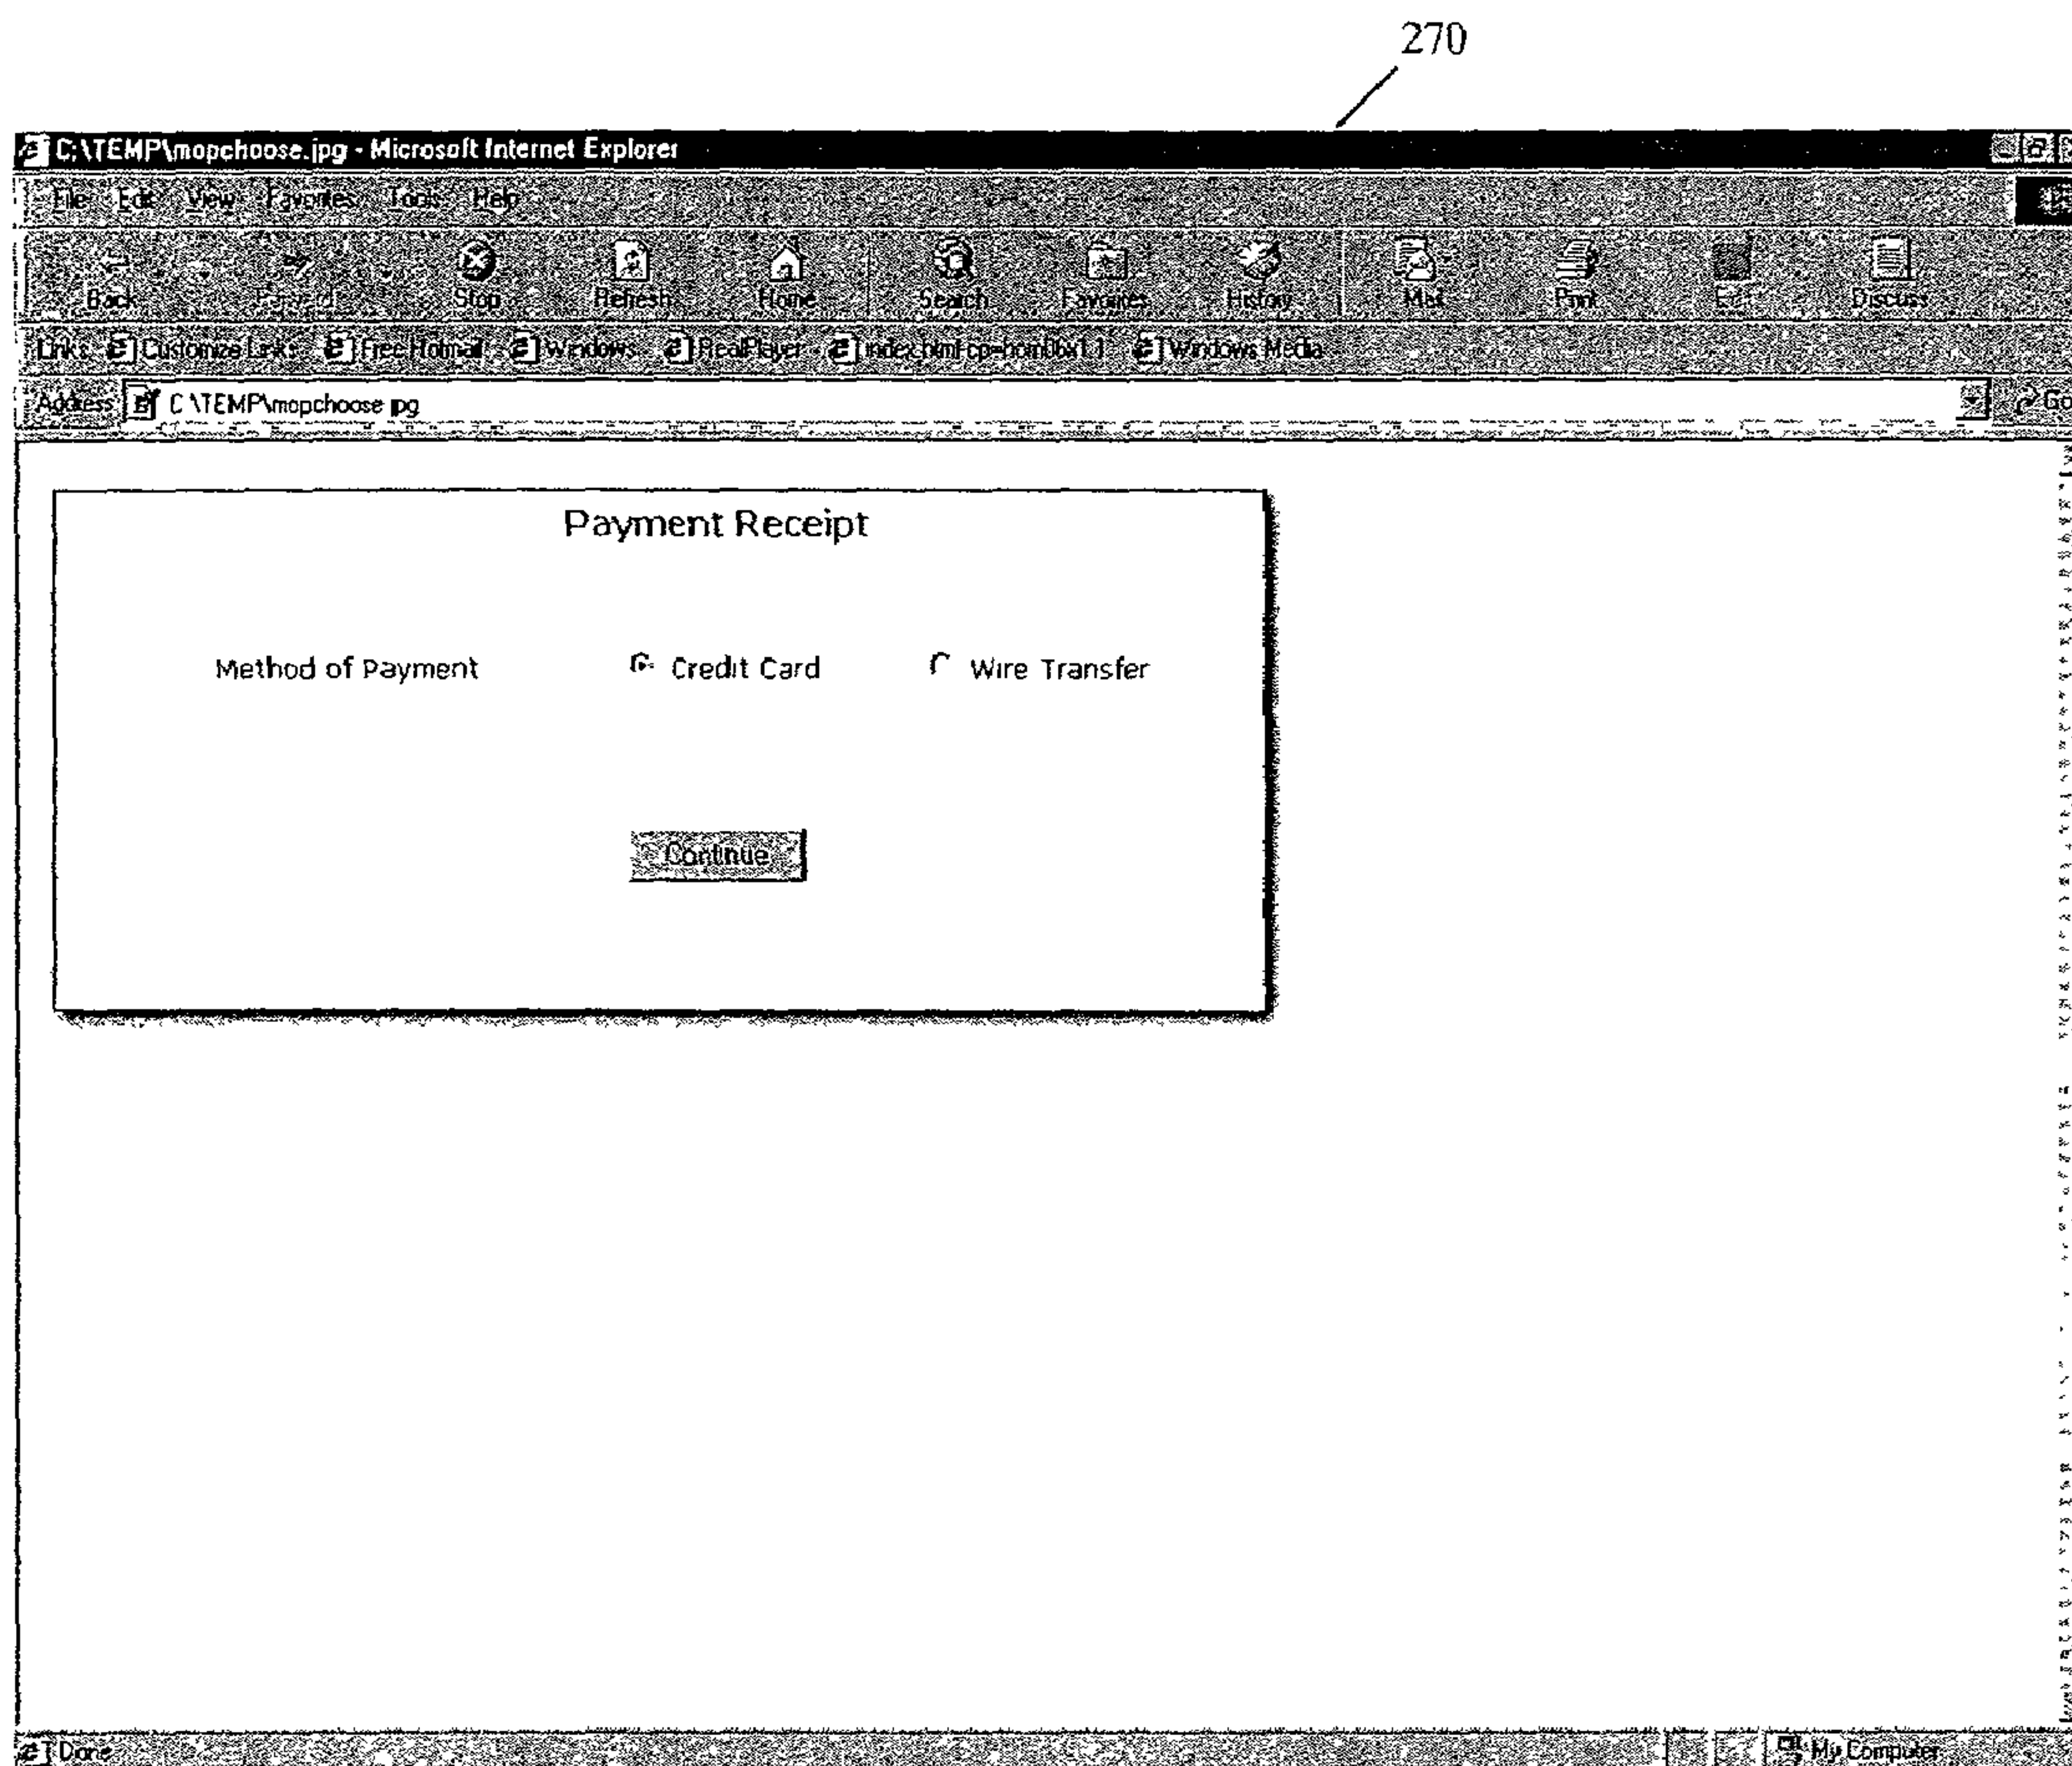 270
C:\TEMP\mopchoose.jpg - Microsoft Internet Explorer
File Edit View Favorites Tools Help
Back Forward Stop Refresh Home Search Favorites History Mail Print Edit Discuss
Links Customize Links Free Hotmail Windows RealPlayer Windows Media
Address C:\TEMP\mopchoose.jpg Go
Payment Receipt
Method of Payment Credit Card Wire Transfer
Continue
Done My Computer